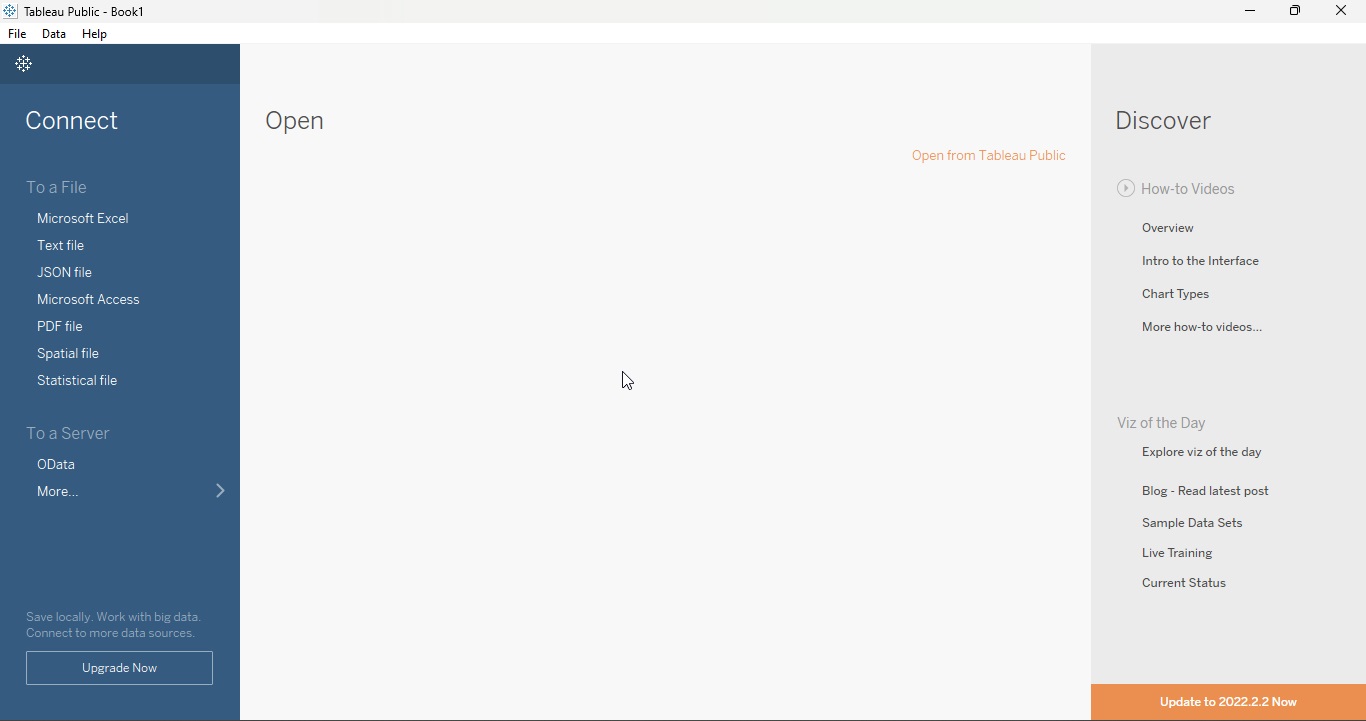 Tableau Public - Book1
File Data Help
Connect
To a File
Microsoft Excel
Text file
JSON file
Microsoft Access
PDF file
Spatial file
Statistical file
To a Server
OData
More...
Save locally. Work with big data.
Connect to more data sources.
Upgrade Now
Open
Open from Tableau Public
Discover
How-to Videos
Overview
Intro to the Interface
Chart Types
More how-to videos...
Viz of the Day
Explore viz of the day
Blog - Read latest post
Sample Data Sets
Live Training
Current Status
Update to 2022.2.2 Now